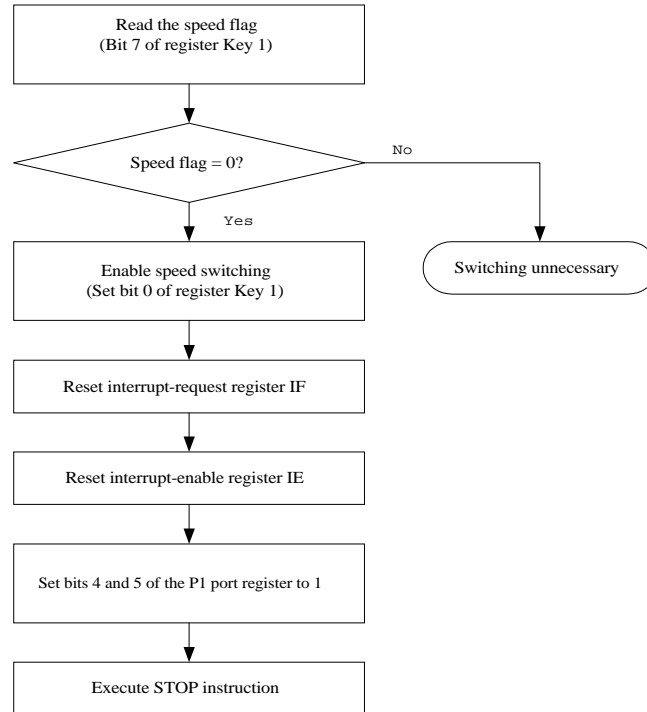 Read the speed flag
(Bit 7 of register Key 1)
Speed flag = 0?
No
Yes
Enable speed switching
(Set bit 0 of register Key 1)
Switching unnecessary
Reset interrupt-request register IF
Reset interrupt-enable register IE
Set bits 4 and 5 of the P1 port register to 1
Execute STOP instruction